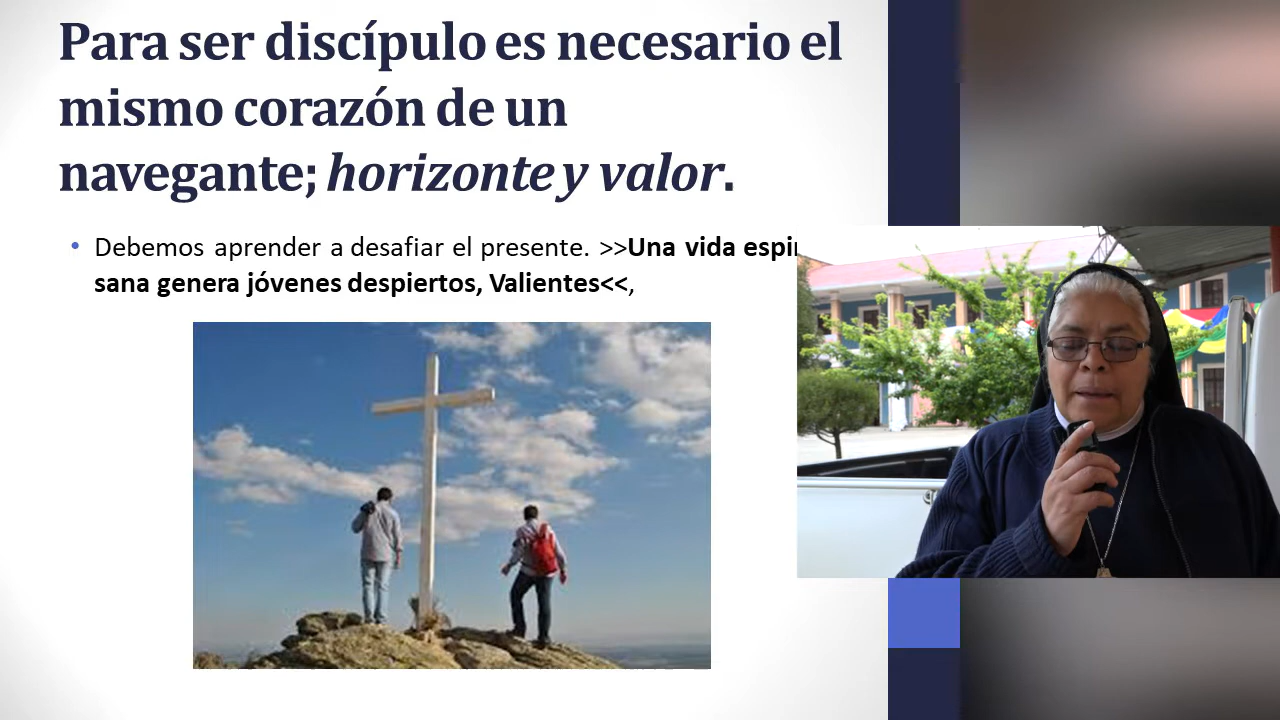 Para ser discípulo es necesario el
mismo corazón de un
navegante; horizonte y valor.
• Debemos aprender a desafiar el presente. >>Una vida
sana genera jóvenes despiertos, Valientes<<,